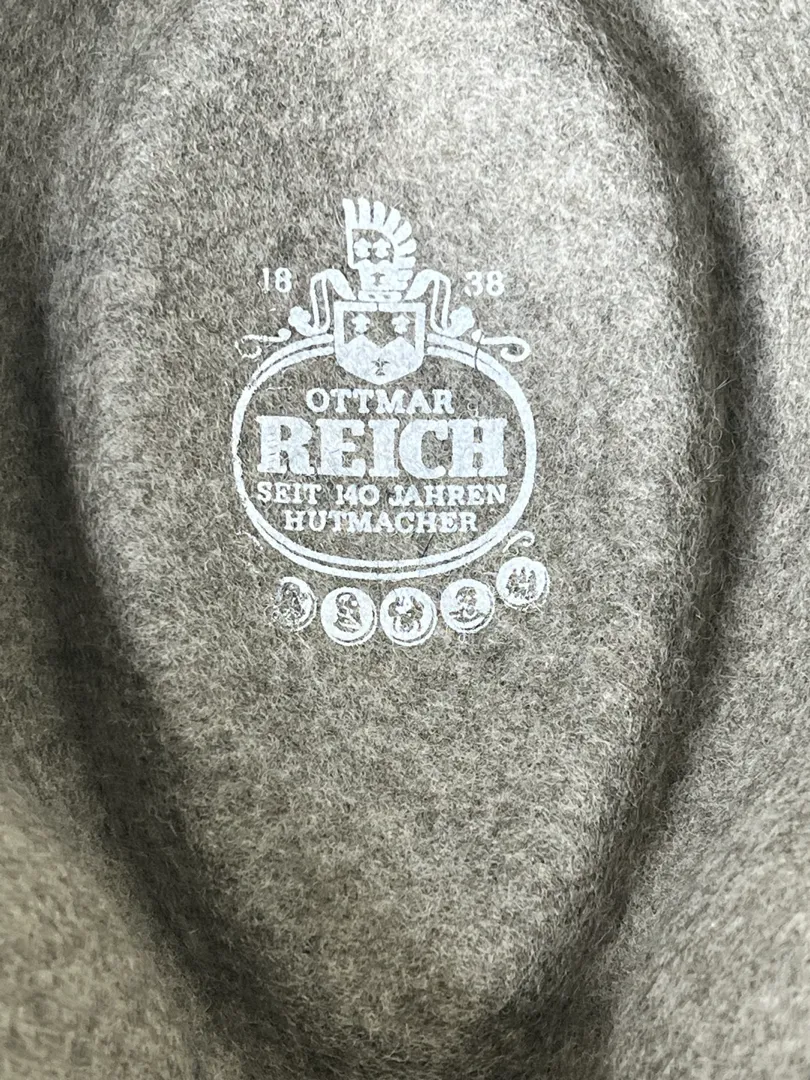 18 38
OTTMAR
REICH
SEIT 140 JAHREN
HUTMACHER